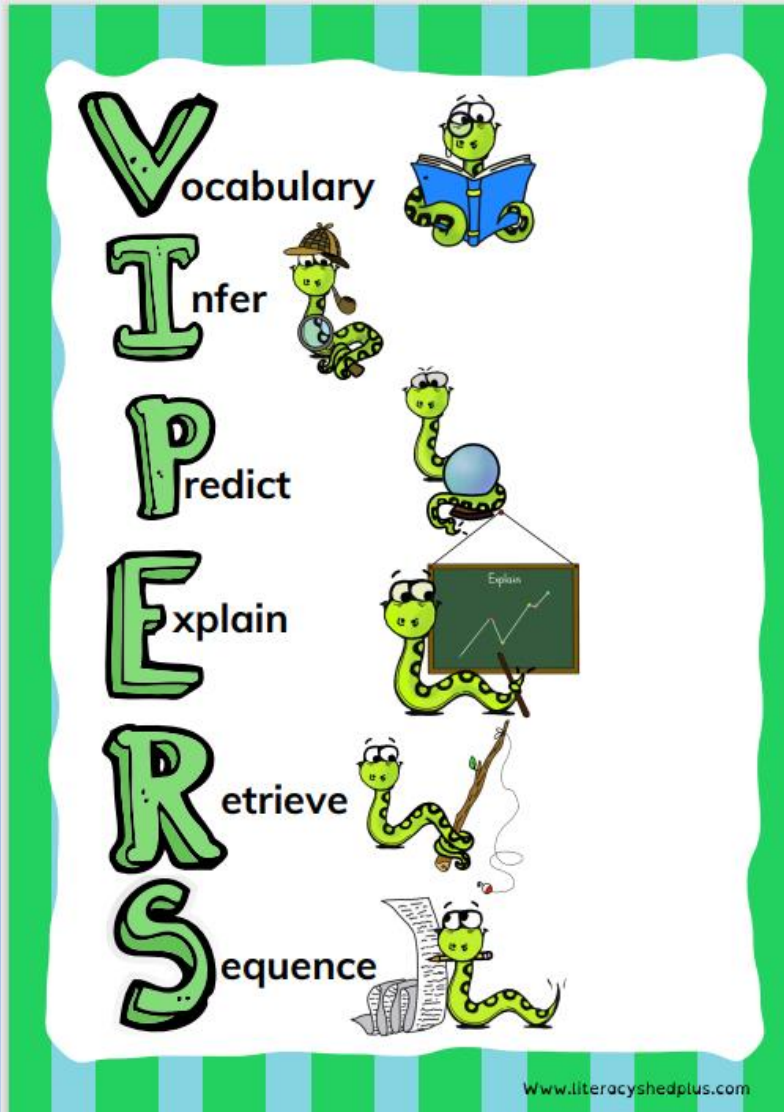 Vocabulary
Infer
Predict
Explain
Explain
Retrieve
Sequence
Www.literacyshedplus.com